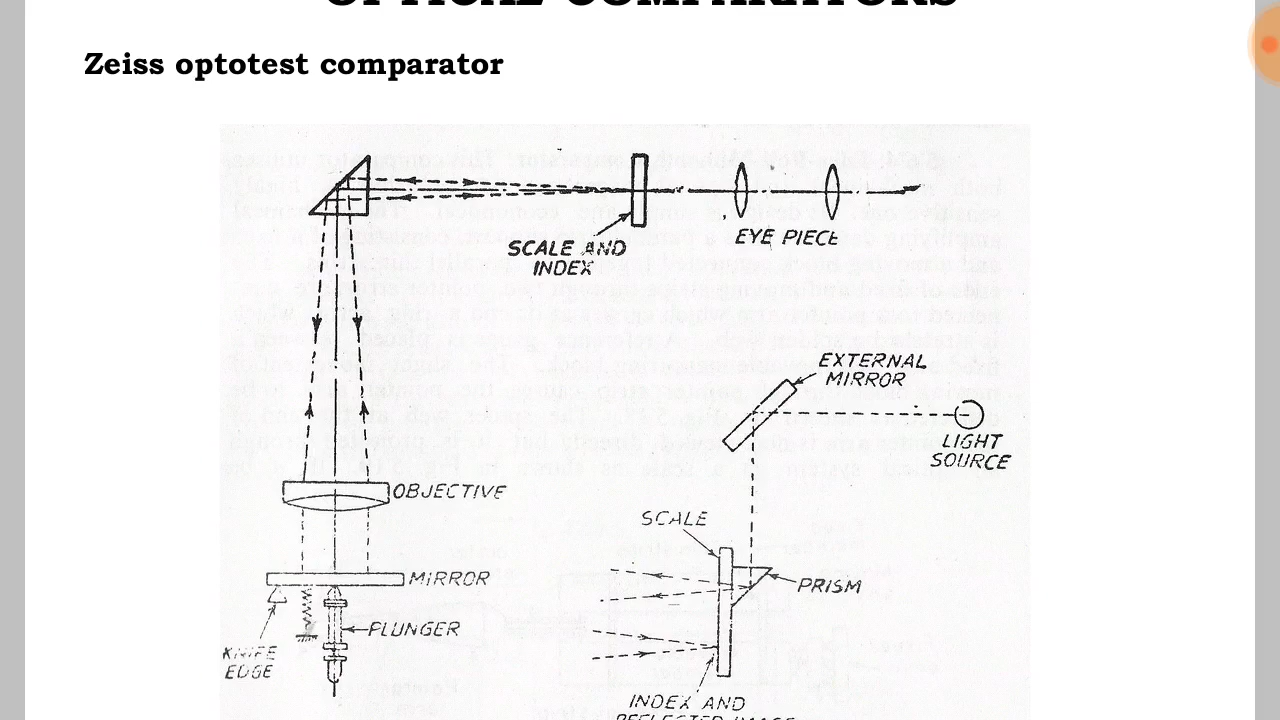 OPTICAL COMPARATORS
Zeiss optotest comparator
SCALE AND
INDEX
EYE PIECE
EXTERNAL
MIRROR
LIGHT
SOURCE
OBJECTIVE
SCALE
MIRROR
PRISM
PLUNGER
KNIFE
EDGE
INDEX AND
REFLECTED IMAGE